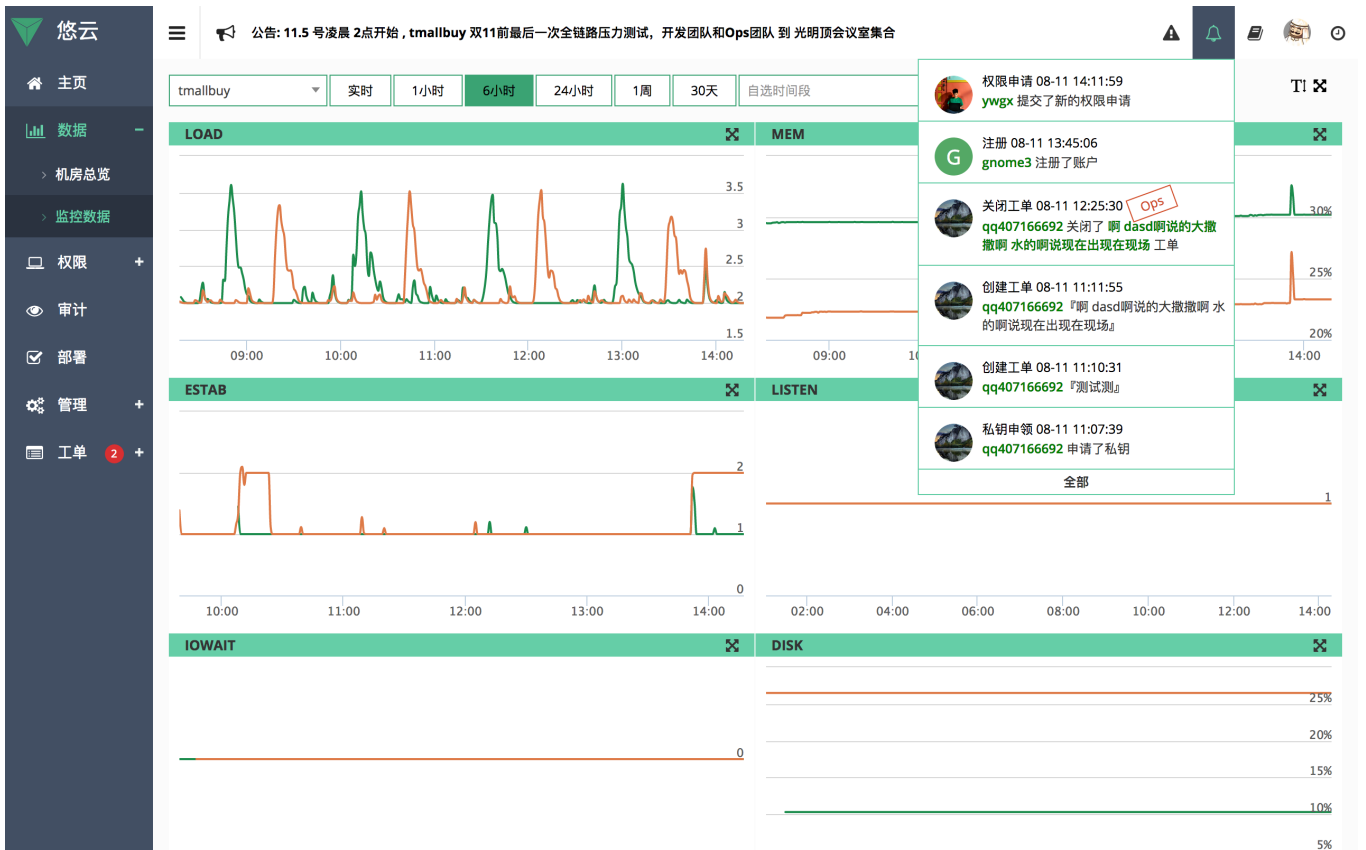 悠云
公告: 11.5 号凌晨 2点开始 , tmallbuy 双11前最后一次全链路压力测试，开发团队和Ops团队 到 光明顶会议室集合
主页
数据
机房总览
监控数据
权限
审计
部署
管理
工单 2
tmallbuy 实时 1小时 6小时 24小时 1周 30天 自选时间段
LOAD
3.5
3
2.5
2
1.5
09:00 10:00 11:00 12:00 13:00 14:00
MEM
30%
25%
20%
09:00 10 14:00
ESTAB
2
1
0
10:00 11:00 12:00 13:00 14:00
LISTEN
1
02:00 04:00 06:00 08:00 10:00 12:00 14:00
IOWAIT
0
DISK
25%
20%
15%
10%
5%
权限申请 08-11 14:11:59
ywgx 提交了新的权限申请
G
注册 08-11 13:45:06
gnome3 注册了账户
关闭工单 08-11 12:25:30
Ops
qq407166692 关闭了 啊 dasd啊说的大撒
撒啊 水的啊说现在出现在现场 工单
创建工单 08-11 11:11:55
qq407166692『啊 dasd啊说的大撒撒啊 水
的啊说现在出现在现场』
创建工单 08-11 11:10:31
qq407166692『测试测』
私钥申领 08-11 11:07:39
qq407166692 申请了私钥
全部